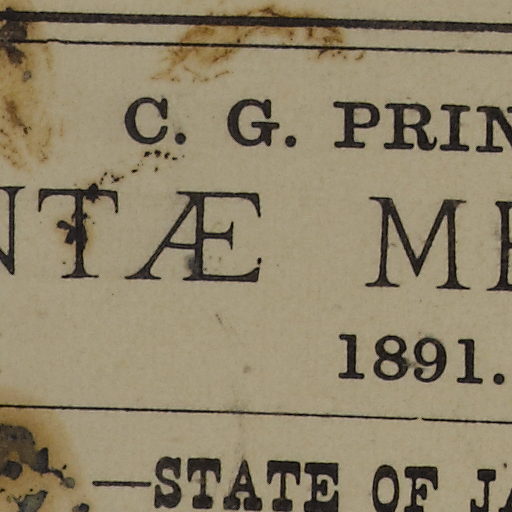 C. G. PRIN
NTÆ ME
1891.
—STATE OF JA